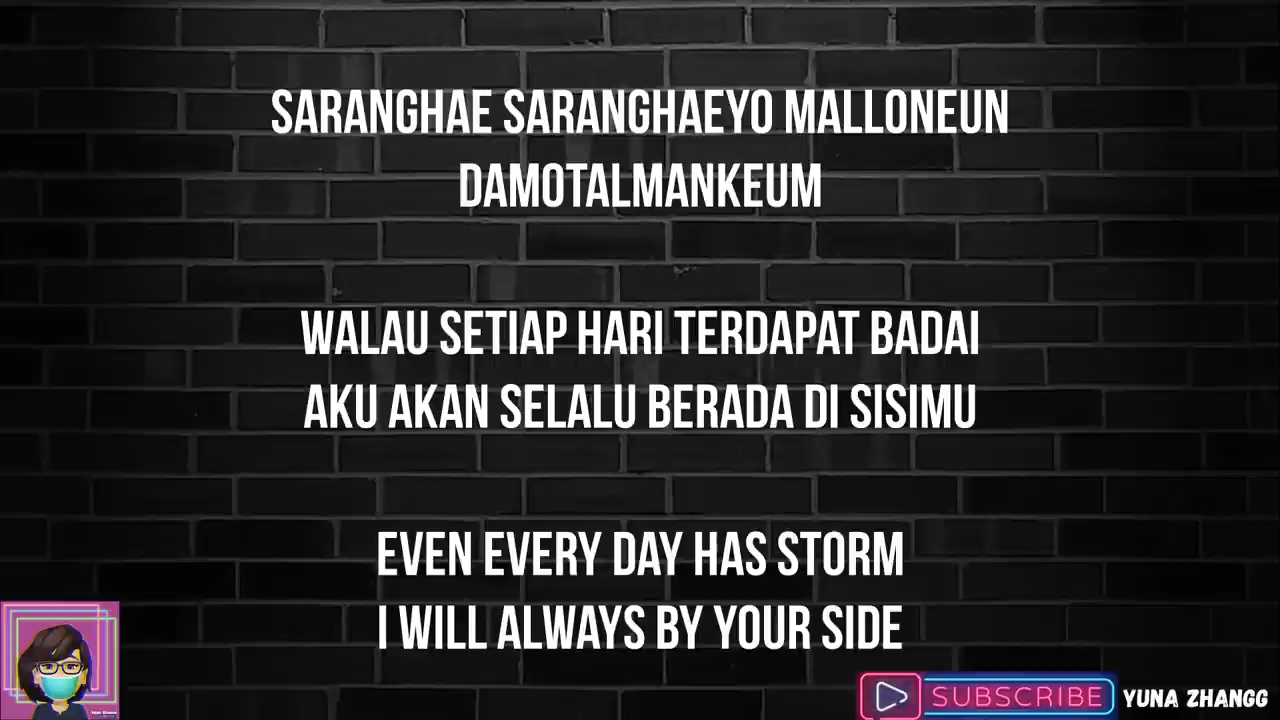 SARANGHAE SARANGHAEYO MALLONEUN
DAMOTALMANKEUM
WALAU SETIAP HARI TERDAPAT BADAI
AKU AKAN SELALU BERADA DI SISIMU
EVEN EVERY DAY HAS STORM
I WILL ALWAYS BY YOUR SIDE
SUBSCRIBE YUNA ZHANGG